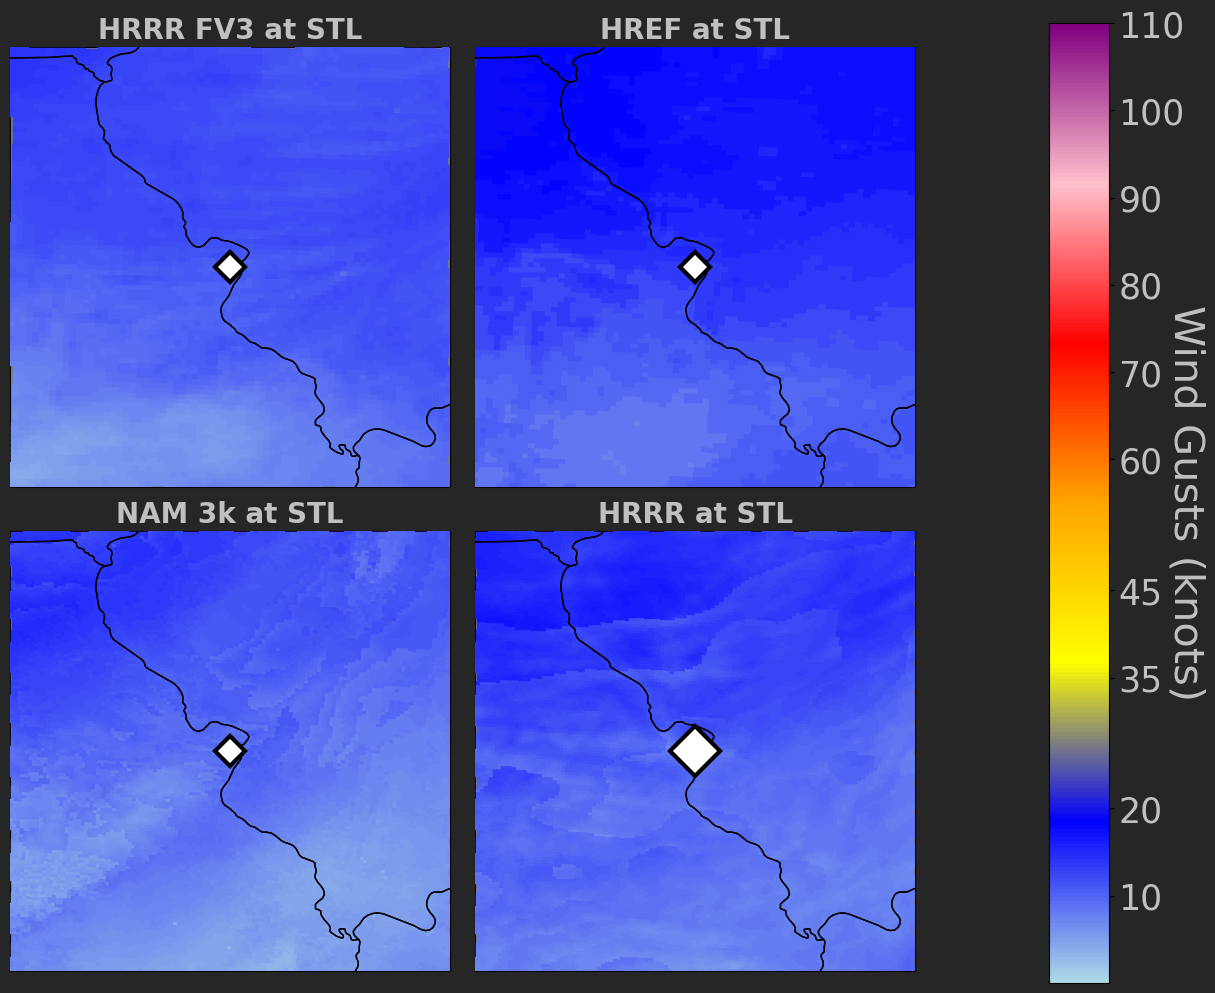 HRRR FV3 at STL
HREF at STL
NAM 3k at STL
HRRR at STL
110
100
90
80
70
60
45
35
20
10
Wind Gusts (knots)